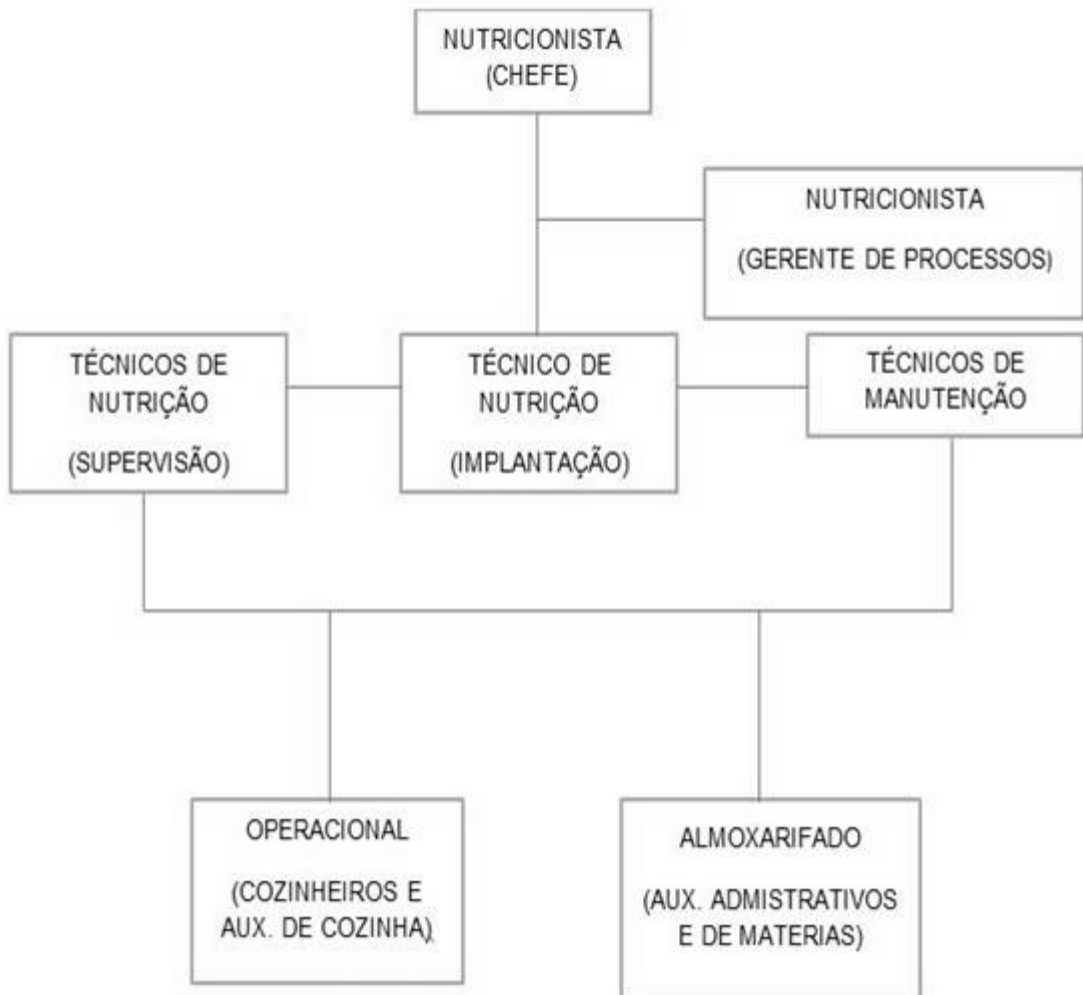 NUTRICIONISTA
(CHEFE)
NUTRICIONISTA
(GERENTE DE PROCESSOS)
TÉCNICOS DE
NUTRIÇÃO
(SUPERVISÃO)
TÉCNICO DE
NUTRIÇÃO
(IMPLANTAÇÃO)
TÉCNICOS DE
MANUTENÇÃO
OPERACIONAL
(COZINHEIROS E
AUX. DE COZINHA)
ALMOXARIFADO
(AUX. ADMISTRATIVOS
E DE MATERIAS)